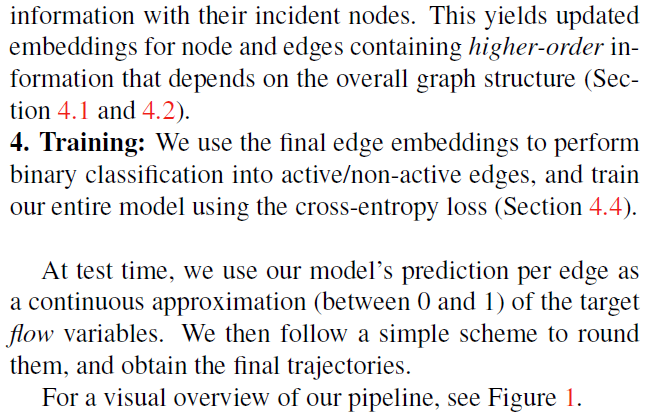 information with their incident nodes. This yields updated
embeddings for node and edges containing higher-order in-
formation that depends on the overall graph structure (Sec-
tion 4.1 and 4.2).
4. Training: We use the final edge embeddings to perform
binary classification into active/non-active edges, and train
our entire model using the cross-entropy loss (Section 4.4).
At test time, we use our model's prediction per edge as
a continuous approximation (between 0 and 1) of the target
flow variables. We then follow a simple scheme to round
them, and obtain the final trajectories.
For a visual overview of our pipeline, see Figure 1.